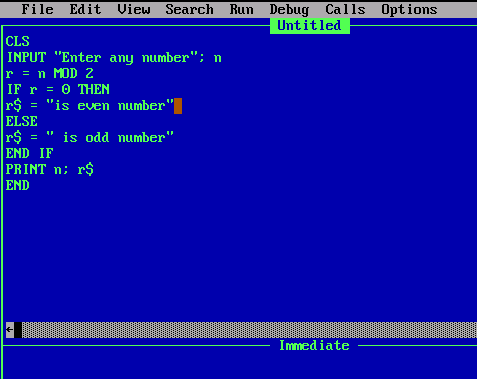 File Edit View Search Run Debug Calls Options
Untitled
CLS
INPUT "Enter any number"; n
r = n MOD 2
IF r = 0 THEN
r$ = "is even number"
ELSE
r$ = " is odd number"
END IF
PRINT n; r$
END
Immediate